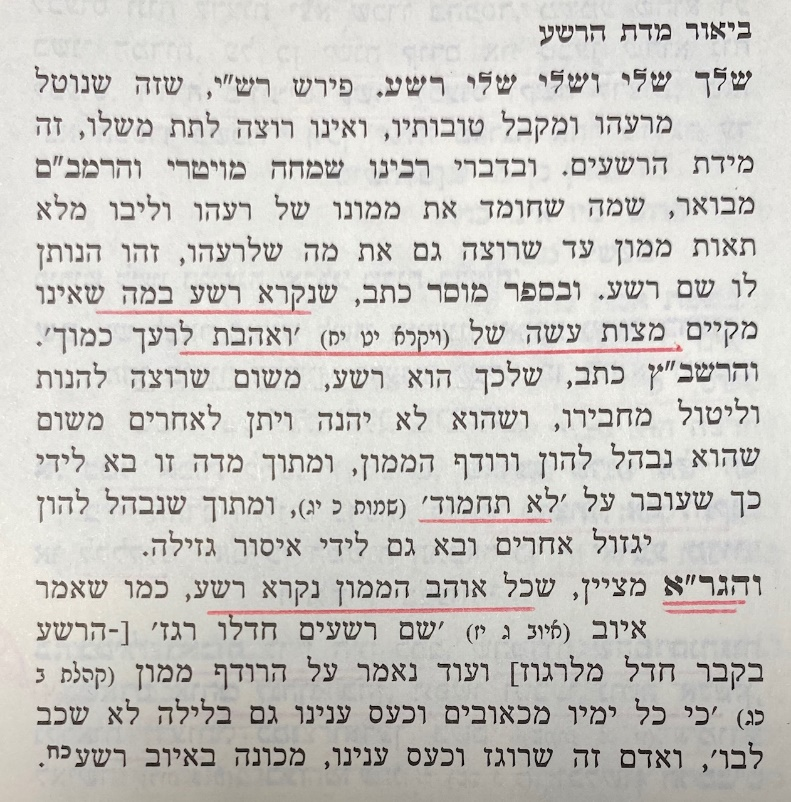 ביאור מדת הרשע
שלך שלי ושלי שלי רשע. פירש רש"י, שזה שנוטל
מרעהו ומקבל טובותיו, ואינו רוצה לתת משלו, זה
מידת הרשעים. ובדברי רבינו שמחה מויטרי והרמב"ם
מבואר, שמה שחומד את ממונו של רעהו וליבו מלא
תאות ממון עד שרוצה גם את מה שלרעהו, זהו הנותן
לו שם רשע. ובספר מוסר כתב, שנקרא רשע במה שאינו
מקיים מצות עשה של (ויקרא יט יח) 'ואהבת לרעך כמוך'.
והרשב"ץ כתב, שלכך הוא רשע, משום שרוצה להנות
וליטול מחבירו, ושהוא לא יהנה ויתן לאחרים משום
שהוא נבהל להון ורודף הממון, ומתוך מדה זו בא לידי
כך שעובר על 'לא תחמוד' (שמות כ יג), ומתוך שנבהל להון
יגזול אחרים ובא גם לידי איסור גזילה.
והגר"א מציין, שכל אוהב הממון נקרא רשע, כמו שאמר
איוב (איוב ג יז) 'שם רשעים חדלו רגז' [-הרשע
בקבר חדל מלרגוז] ועוד נאמר על הרודף ממון (קהלת ב
כג) 'כי כל ימיו מכאובים וכעס ענינו גם בלילה לא שכב
לבו', ואדם זה שרוגז וכעס ענינו, מכונה באיוב רשעכח.